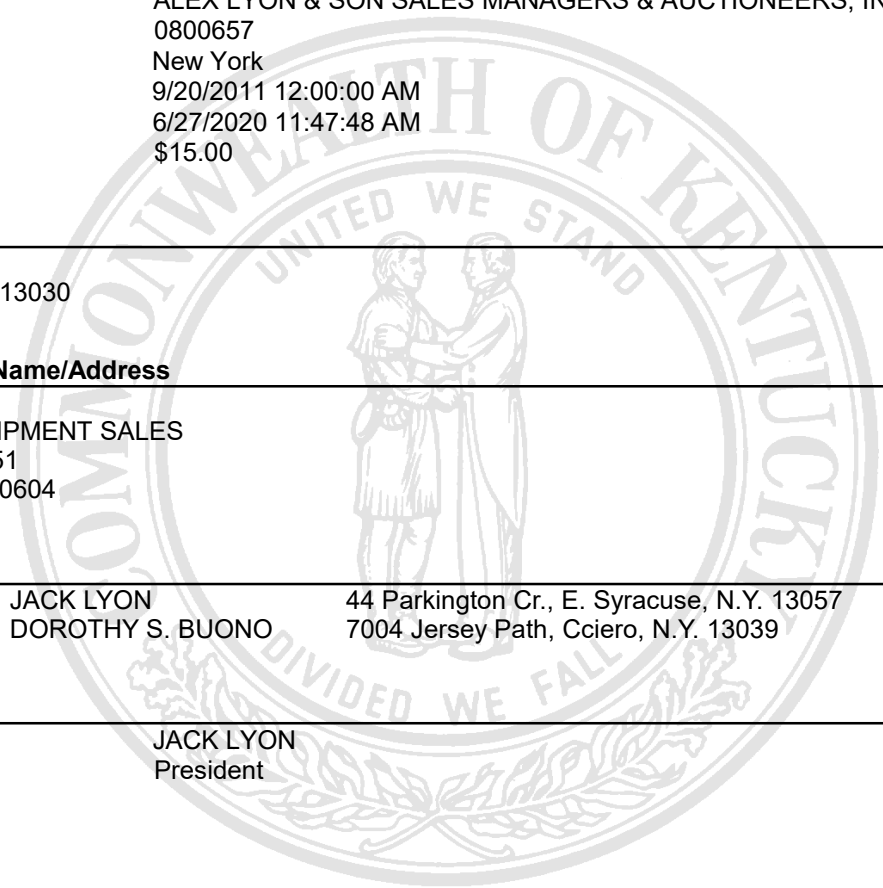 ALEX LYON & SON SALES MANAGERS & AUCTIONEERS, IN
0800657
New York
9/20/2011 12:00:00 AM
6/27/2020 11:47:48 AM
$15.00
COMMONWEALTH OF KENTUCKY
UNITED WE STAND
13030
Name/Address
IPMENT SALES
51
0604
JACK LYON 44 Parkington Cr., E. Syracuse, N.Y. 13057
DOROTHY S. BUONO 7004 Jersey Path, Cciero, N.Y. 13039
DIVIDED WE FALL
JACK LYON
President